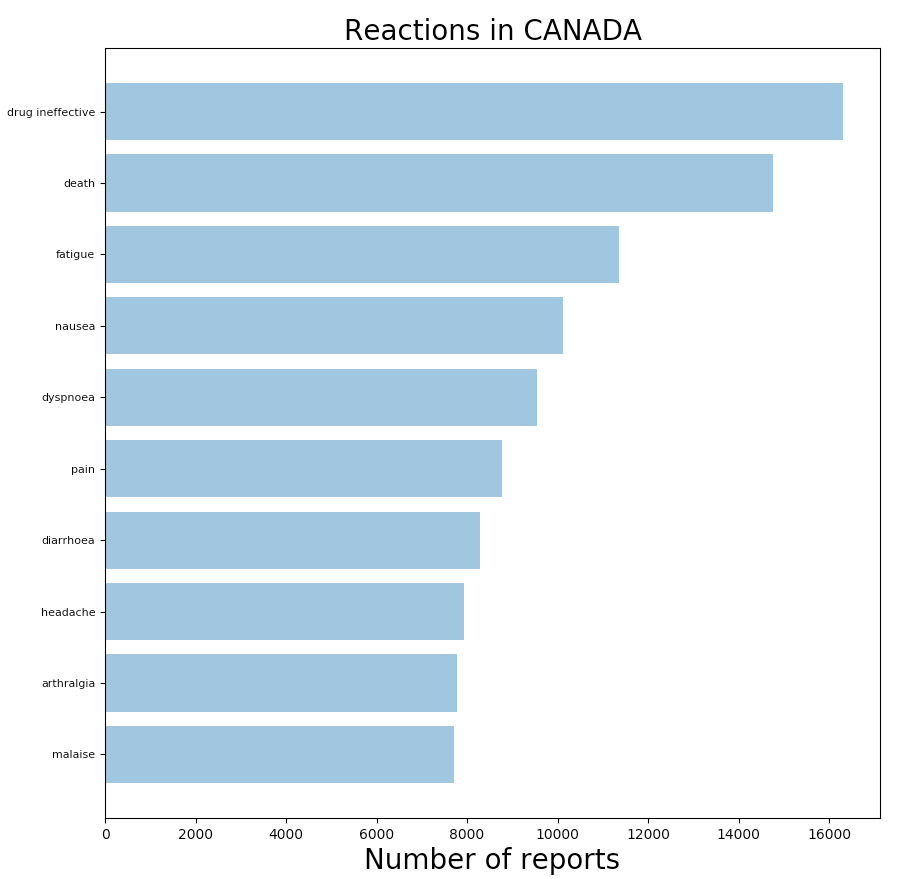 Reactions in CANADA
drug ineffective
death
fatigue
nausea
dyspnoea
pain
diarrhoea
headache
arthralgia
malaise
0 2000 4000 6000 8000 10000 12000 14000 16000
Number of reports